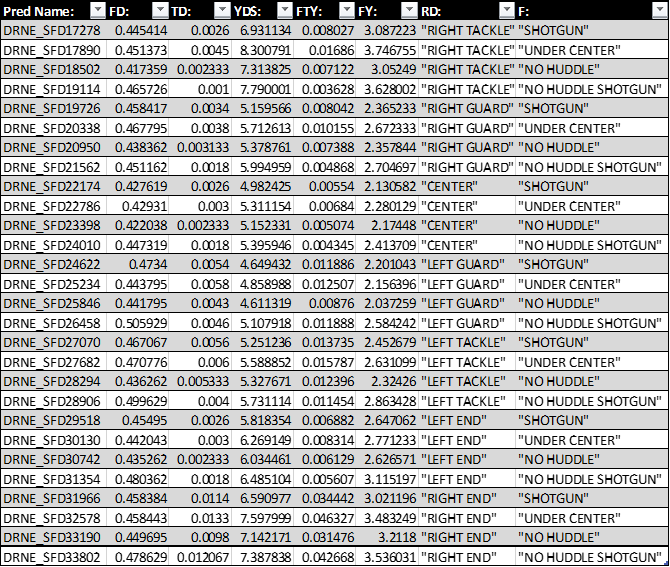 Pred Name: FD: TD: YDS: FTY: FY: RD: F:
DRNE_SFD17278 0.445414 0.0026 6.931134 0.008027 3.087223 "RIGHT TACKLE" "SHOTGUN"
DRNE_SFD17890 0.451373 0.0045 8.300791 0.01686 3.746755 "RIGHT TACKLE" "UNDER CENTER"
DRNE_SFD18502 0.417359 0.002333 7.313825 0.007122 3.05249 "RIGHT TACKLE" "NO HUDDLE"
DRNE_SFD19114 0.465726 0.001 7.790001 0.003628 3.628002 "RIGHT TACKLE" "NO HUDDLE SHOTGUN"
DRNE_SFD19726 0.458417 0.0034 5.159566 0.008042 2.365233 "RIGHT GUARD" "SHOTGUN"
DRNE_SFD20338 0.467795 0.0038 5.712613 0.010155 2.672333 "RIGHT GUARD" "UNDER CENTER"
DRNE_SFD20950 0.438362 0.003133 5.378761 0.007388 2.357844 "RIGHT GUARD" "NO HUDDLE"
DRNE_SFD21562 0.451162 0.0018 5.994959 0.004868 2.704697 "RIGHT GUARD" "NO HUDDLE SHOTGUN"
DRNE_SFD22174 0.427619 0.0026 4.982425 0.00554 2.130582 "CENTER" "SHOTGUN"
DRNE_SFD22786 0.42931 0.003 5.311154 0.00684 2.280129 "CENTER" "UNDER CENTER"
DRNE_SFD23398 0.422038 0.002333 5.152331 0.005074 2.17448 "CENTER" "NO HUDDLE"
DRNE_SFD24010 0.447319 0.0018 5.395946 0.004345 2.413709 "CENTER" "NO HUDDLE SHOTGUN"
DRNE_SFD24622 0.4734 0.0054 4.649432 0.011886 2.201043 "LEFT GUARD" "SHOTGUN"
DRNE_SFD25234 0.443795 0.0058 4.858988 0.012507 2.156396 "LEFT GUARD" "UNDER CENTER"
DRNE_SFD25846 0.441795 0.0043 4.611319 0.00876 2.037259 "LEFT GUARD" "NO HUDDLE"
DRNE_SFD26458 0.505929 0.0046 5.107918 0.011888 2.584242 "LEFT GUARD" "NO HUDDLE SHOTGUN"
DRNE_SFD27070 0.467067 0.0056 5.251236 0.013735 2.452679 "LEFT TACKLE" "SHOTGUN"
DRNE_SFD27682 0.470776 0.006 5.588852 0.015787 2.631099 "LEFT TACKLE" "UNDER CENTER"
DRNE_SFD28294 0.436262 0.005333 5.327671 0.012396 2.32426 "LEFT TACKLE" "NO HUDDLE"
DRNE_SFD28906 0.499629 0.004 5.731114 0.011454 2.863428 "LEFT TACKLE" "NO HUDDLE SHOTGUN"
DRNE_SFD29518 0.45495 0.0026 5.818354 0.006882 2.647062 "LEFT END" "SHOTGUN"
DRNE_SFD30130 0.442043 0.003 6.269149 0.008314 2.771233 "LEFT END" "UNDER CENTER"
DRNE_SFD30742 0.435262 0.002333 6.034461 0.006129 2.626571 "LEFT END" "NO HUDDLE"
DRNE_SFD31354 0.480362 0.0018 6.485104 0.005607 3.115197 "LEFT END" "NO HUDDLE SHOTGUN"
DRNE_SFD31966 0.458384 0.0114 6.590977 0.034442 3.021196 "RIGHT END" "SHOTGUN"
DRNE_SFD32578 0.458443 0.0133 7.597999 0.046327 3.483249 "RIGHT END" "UNDER CENTER"
DRNE_SFD33190 0.449695 0.0098 7.142171 0.031476 3.2118 "RIGHT END" "NO HUDDLE"
DRNE_SFD33802 0.478629 0.012067 7.387838 0.042668 3.536031 "RIGHT END" "NO HUDDLE SHOTGUN"